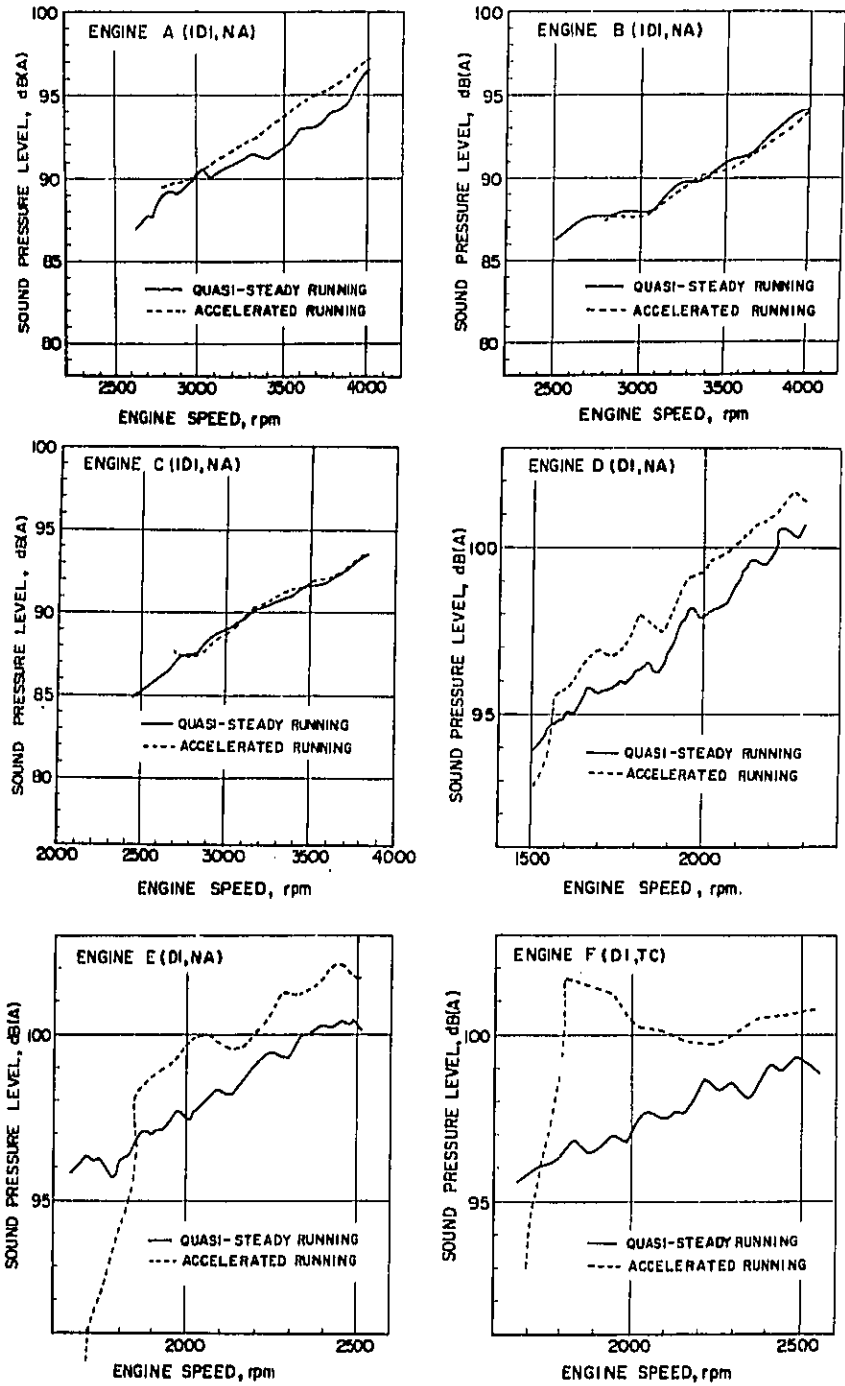 ENGINE A (IDI, NA)
SOUND PRESSURE LEVEL, dB(A)
100
95
90
85
80
QUASI-STEADY RUNNING
ACCELERATED RUNNING
2500
3000
3500
4000
ENGINE SPEED, rpm
ENGINE B (IDI, NA)
SOUND PRESSURE LEVEL, dB(A)
100
95
90
85
80
QUASI-STEADY RUNNING
ACCELERATED RUNNING
2500
3000
3500
4000
ENGINE SPEED, rpm
ENGINE C (IDI, NA)
SOUND PRESSURE LEVEL, dB(A)
100
95
90
85
80
QUASI-STEADY RUNNING
ACCELERATED RUNNING
2000
2500
3000
3500
4000
ENGINE SPEED, rpm
ENGINE D (DI, NA)
SOUND PRESSURE LEVEL, dB(A)
100
95
QUASI-STEADY RUNNING
ACCELERATED RUNNING
1500
2000
ENGINE SPEED, rpm.
ENGINE E (DI, NA)
SOUND PRESSURE LEVEL, dB(A)
100
95
QUASI-STEADY RUNNING
ACCELERATED RUNNING
2000
2500
ENGINE SPEED, rpm
ENGINE F (DI, TC)
SOUND PRESSURE LEVEL, dB(A)
100
95
QUASI-STEADY RUNNING
ACCELERATED RUNNING
2000
2500
ENGINE SPEED, rpm